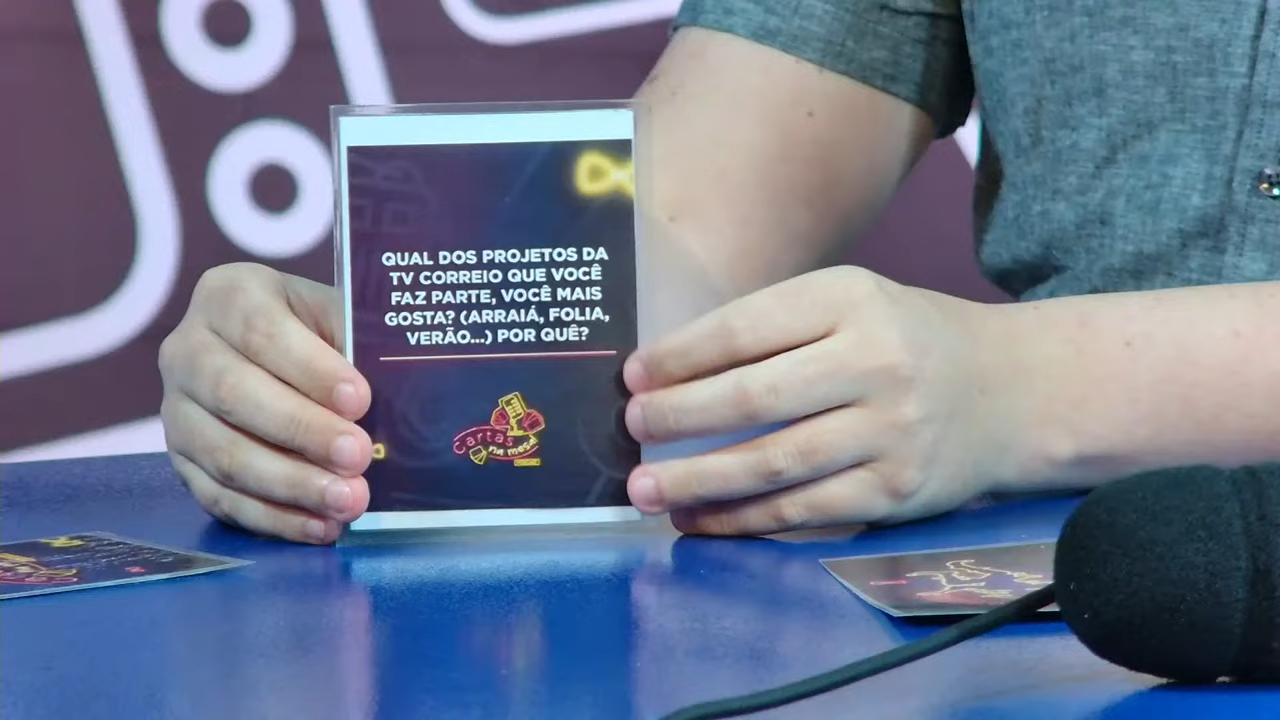 QUAL DOS PROJETOS DA
TV CORREIO QUE VOCÊ
FAZ PARTE, VOCÊ MAIS
GOSTA? (ARRAIÁ, FOLIA,
VERÃO...) POR QUÊ?
Cartas
na mesa